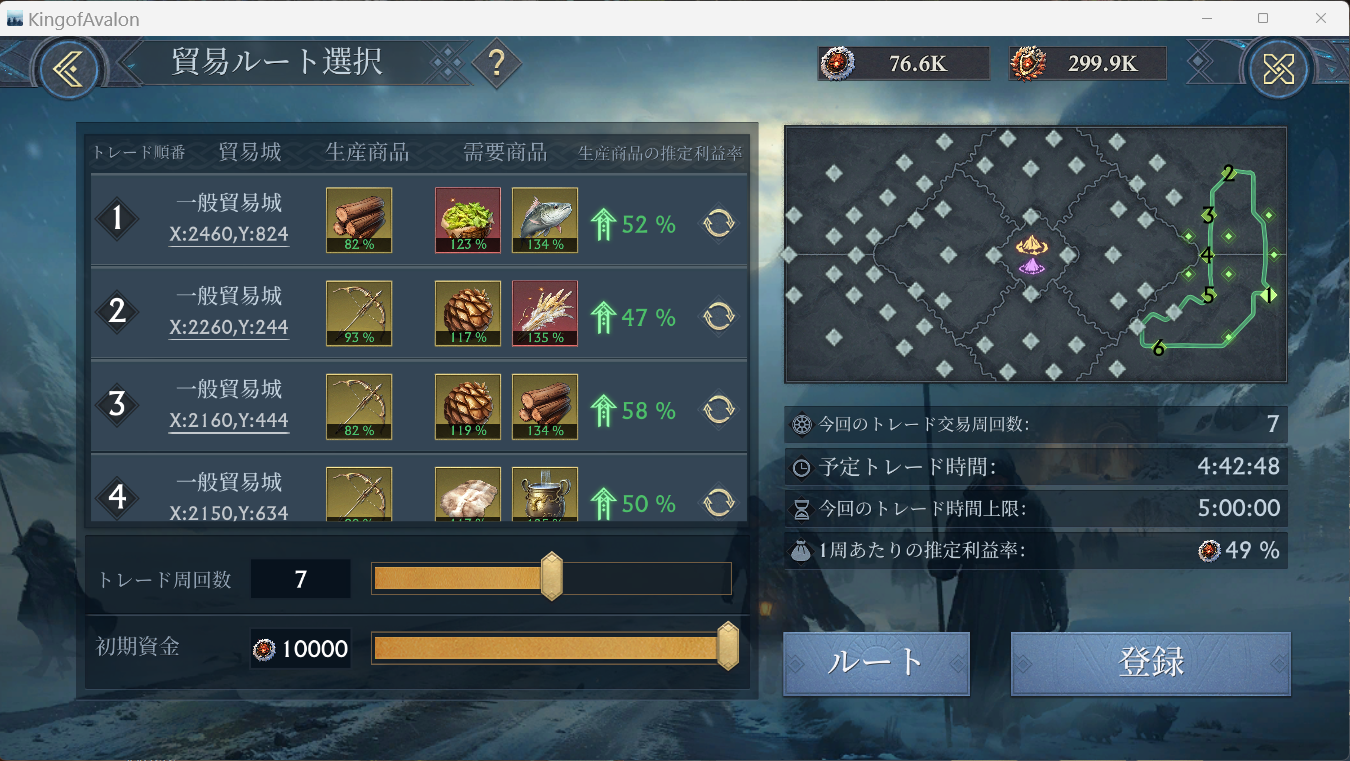 KingofAvalon
貿易ルート選択
?
76.6K
299.9K
トレード順番 貿易城 生産商品 需要商品 生産商品の推定利益率
1 一般貿易城 X:2460,Y:824 82 % 123 % 134 % 52 %
2 一般貿易城 X:2260,Y:244 93 % 117 % 135 % 47 %
3 一般貿易城 X:2160,Y:444 82 % 119 % 134 % 58 %
4 一般貿易城 X:2150,Y:634 50 %
トレード周回数 7
初期資金 10000
2
3
4
5
1
6
今回のトレード交易周回数: 7
予定トレード時間: 4:42:48
今回のトレード時間上限: 5:00:00
1周あたりの推定利益率: 49 %
ルート
登録